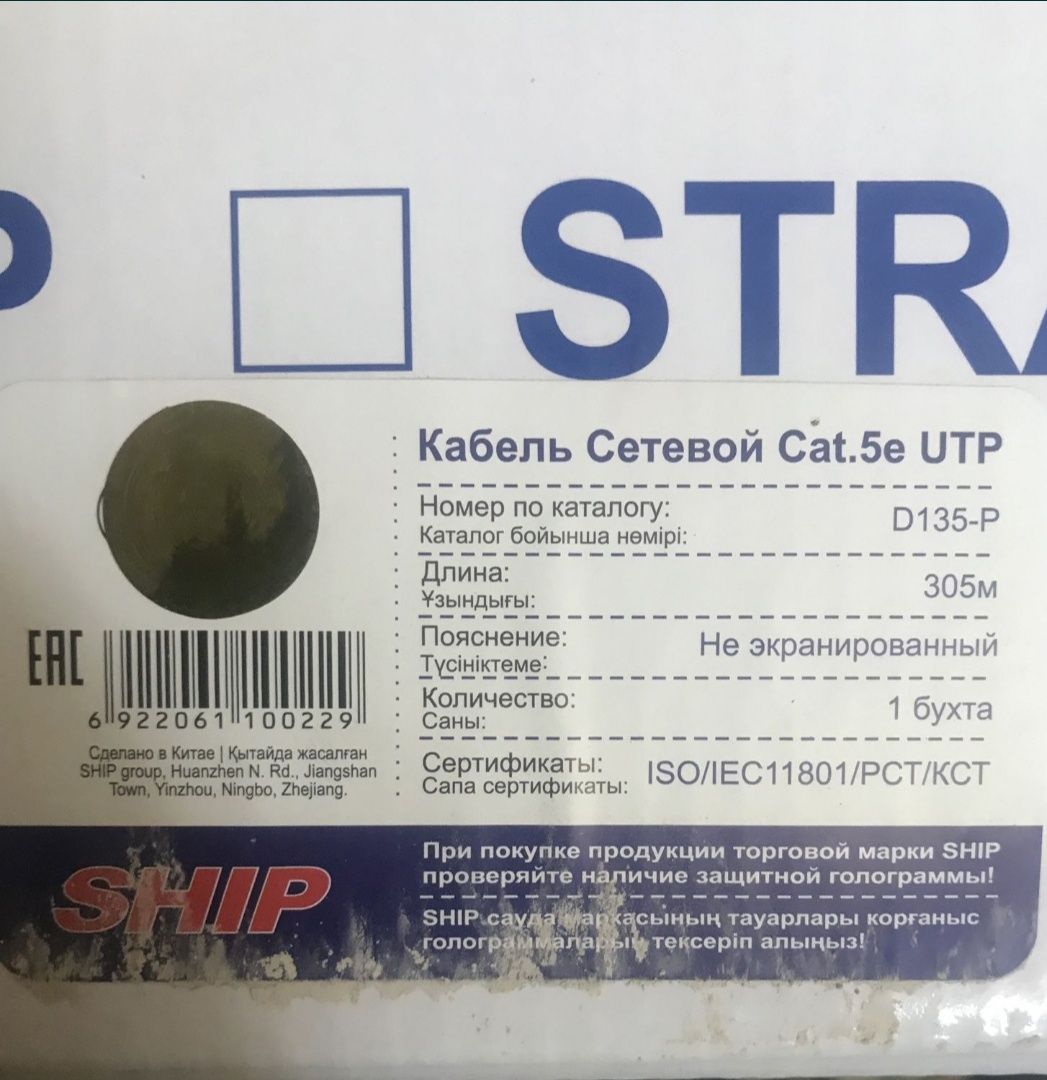 P STRA
Кабель Сетевой Cat.5e UTP
Номер по каталогу:
Каталог бойынша нөмірі:
D135-P
Длина:
Ұзындығы:
305м
Пояснение:
Түсініктеме:
Не экранированный
Количество:
Саны:
1 бухта
Сертификаты:
Сапа сертификаты:
ISO/IEC11801/РСТ/КСТ
EAC
6 922061 100229
Сделано в Китае | Қытайда жасалған
SHIP group, Huanzhen N. Rd., Jiangshan
Town, Yinzhou, Ningbo, Zhejiang.
SHIP
При покупке продукции торговой марки SHIP
проверяйте наличие защитной голограммы!
SHIP сауда маркасының тауарлары корғаныс
голограммаларын тексеріп алыңыз!